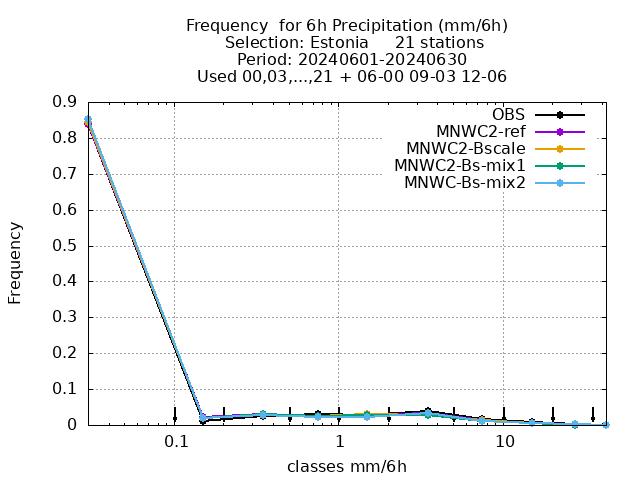 Frequency  for 6h Precipitation (mm/6h)
Selection: Estonia     21 stations
Period: 20240601-20240630
Used 00,03,...,21 + 06-00 09-03 12-06
OBS
MNWC2-ref
MNWC2-Bscale
MNWC2-Bs-mix1
MNWC-Bs-mix2
Frequency
0.9
0.8
0.7
0.6
0.5
0.4
0.3
0.2
0.1
0
0.1 1 10
classes mm/6h